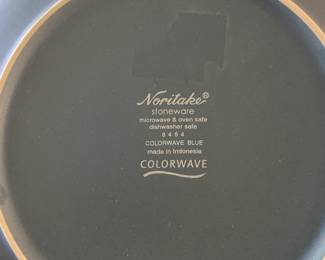 Noritake®
stoneware
microwave & oven safe
dishwasher safe
8484
COLORWAVE BLUE
made in Indonesia
COLORWAVE